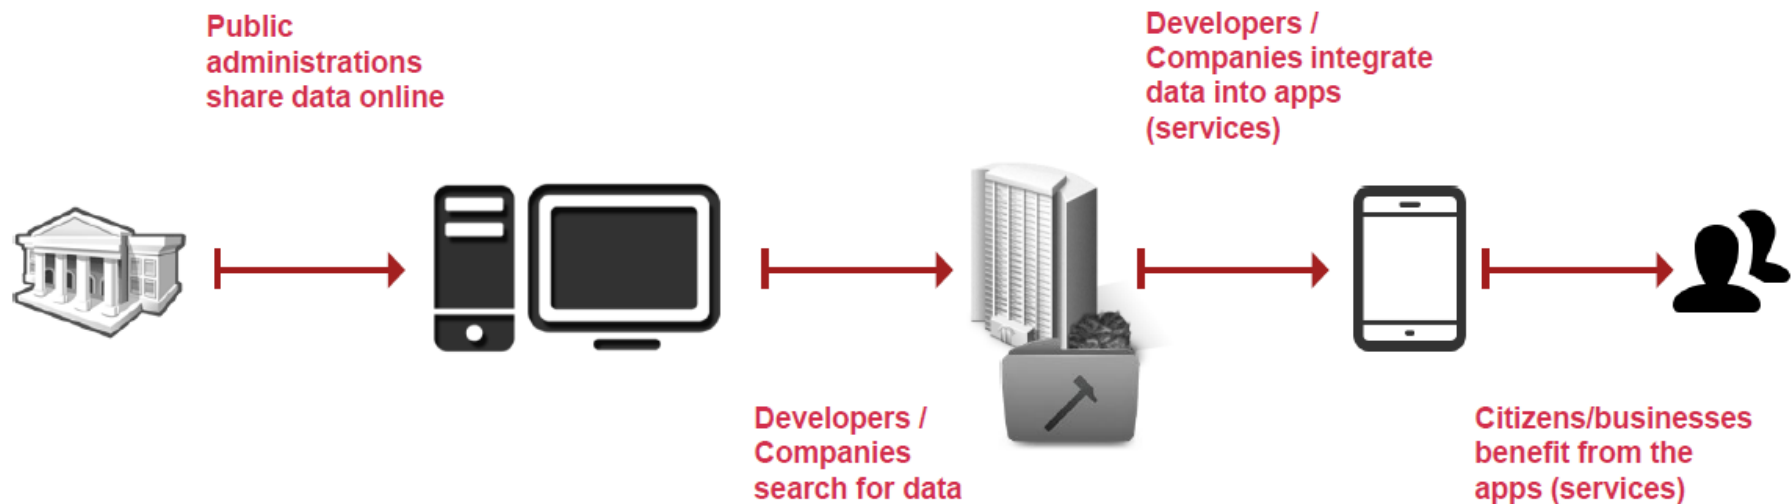 Public
administrations
share data online
Developers /
Companies
search for data
Developers /
Companies integrate
data into apps
(services)
Citizens/businesses
benefit from the
apps (services)